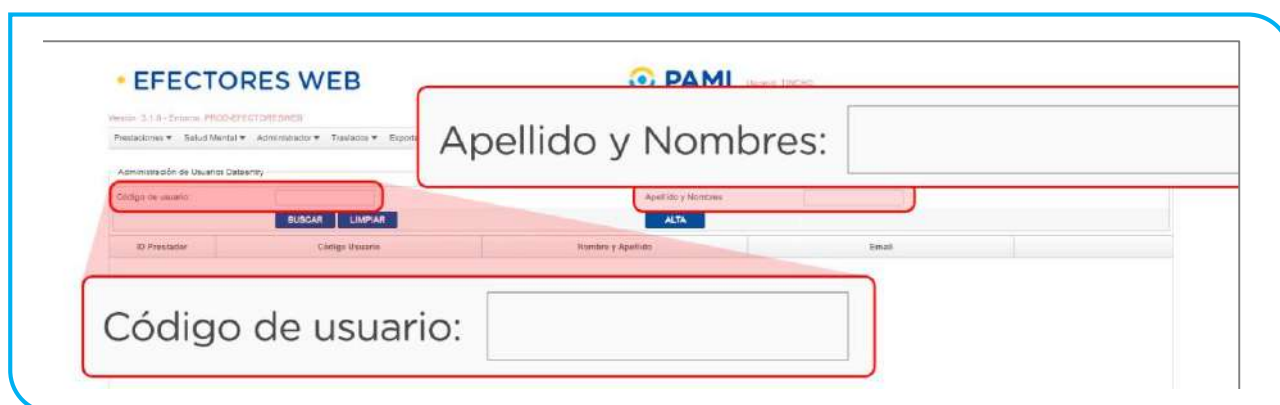 • EFECTORES WEB
PAMI
Versión: 3.1.8 - Entorno: PROD-EFECTORESWEB
Prestaciones ▼ Salud Mental ▼ Administrador ▼ Traslados ▼
Apellido y Nombres:
Administración de Usuarios Dataentry
Código de usuario: Apellido y Nombres
BUSCAR LIMPIAR ALTA
ID Prestador Código Usuario Nombre y Apellido Email
Código de usuario: